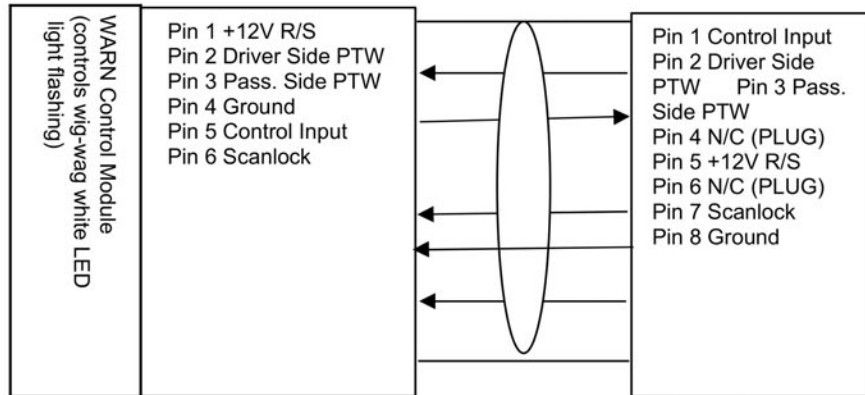 WARN Control Module
(controls wig-wag white LED
light flashing)
Pin 1 +12V R/S
Pin 2 Driver Side PTW
Pin 3 Pass. Side PTW
Pin 4 Ground
Pin 5 Control Input
Pin 6 Scanlock
Pin 1 Control Input
Pin 2 Driver Side
PTW Pin 3 Pass.
Side PTW
Pin 4 N/C (PLUG)
Pin 5 +12V R/S
Pin 6 N/C (PLUG)
Pin 7 Scanlock
Pin 8 Ground